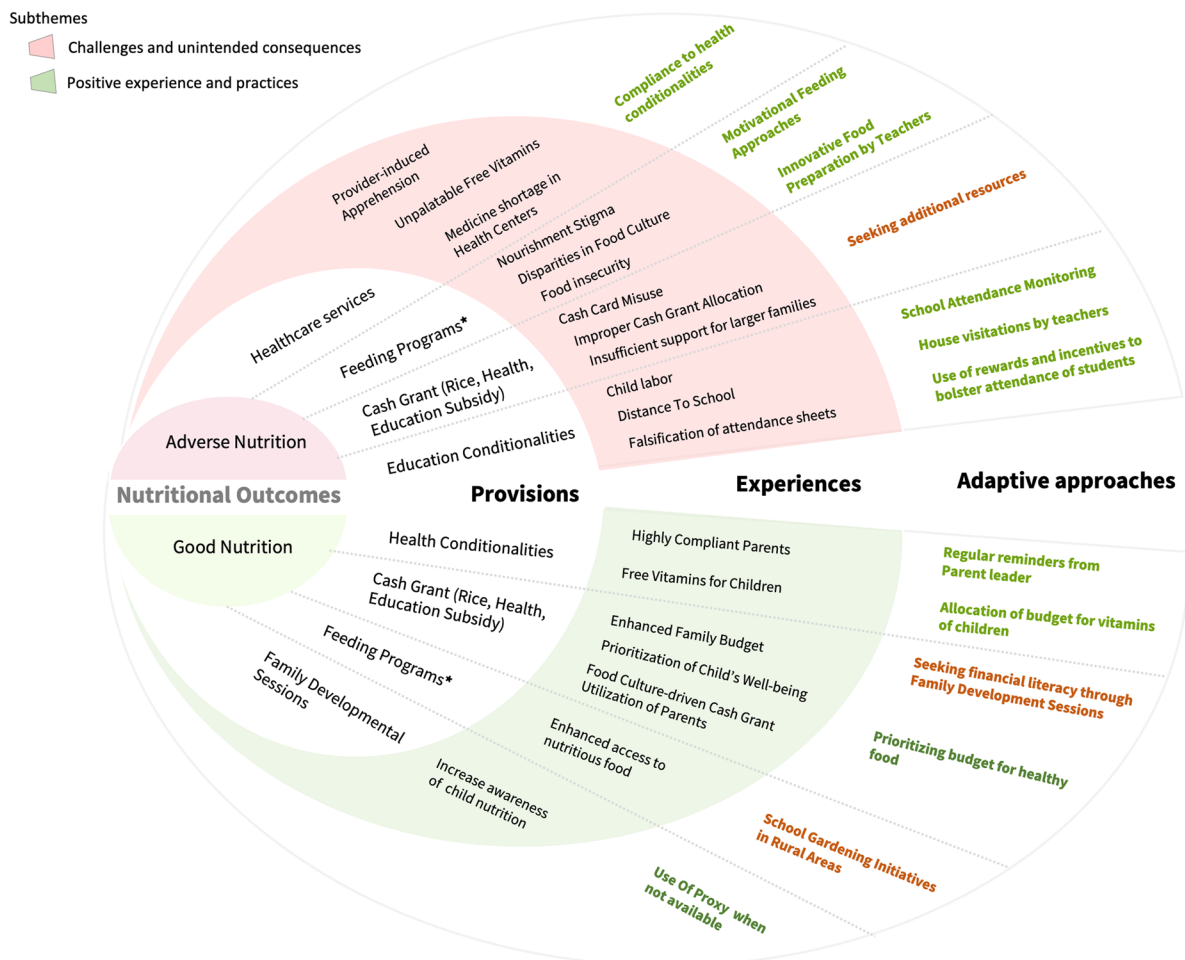 Subthemes
Challenges and unintended consequences
Positive experience and practices
Compliance to health
conditionalities
Motivational Feeding
Approaches
Innovative Food
Preparation by Teachers
Seeking additional resources
School Attendance Monitoring
House visitations by teachers
Use of rewards and incentives to
bolster attendance of students
Provider-induced
Apprehension
Unpalatable Free Vitamins
Medicine shortage in
Health Centers
Nourishment Stigma
Disparities in Food Culture
Food insecurity
Cash Card Misuse
Improper Cash Grant Allocation
Insufficient support for larger families
Child labor
Distance To School
Falsification of attendance sheets
Healthcare services
Feeding Programs*
Cash Grant (Rice, Health,
Education Subsidy)
Education Conditionalities
Adverse Nutrition
Nutritional Outcomes
Provisions
Experiences
Adaptive approaches
Good Nutrition
Health Conditionalities
Cash Grant (Rice, Health,
Education Subsidy)
Feeding Programs*
Family Developmental
Sessions
Highly Compliant Parents
Free Vitamins for Children
Enhanced Family Budget
Prioritization of Child's Well-being
Food Culture-driven Cash Grant
Utilization of Parents
Enhanced access to
nutritious food
Increase awareness
of child nutrition
Regular reminders from
Parent leader
Allocation of budget for vitamins
of children
Seeking financial literacy through
Family Development Sessions
Prioritizing budget for healthy
food
School Gardening Initiatives
in Rural Areas
Use Of Proxy when
not available